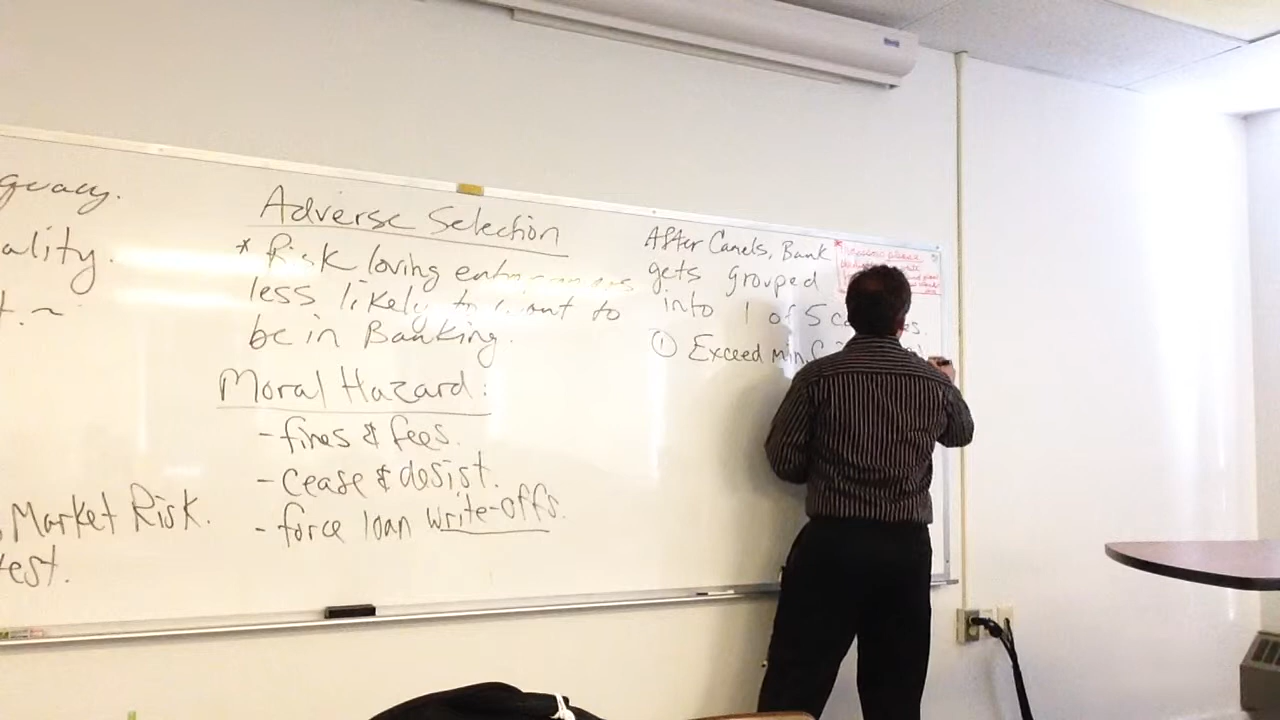 quacy.
ality.
Market Risk.
test.
Adverse Selection
* Risk loving
less likely to want to
be in Banking.
Moral Hazard:
- fines & fees.
- cease & desist.
- force loan write-offs.
After Camels, Bank
gets grouped
into 1 of 5
① Exceed min.